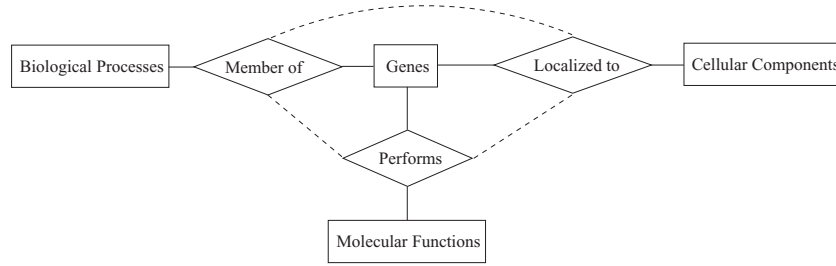 Biological Processes
Member of
Genes
Localized to
Cellular Components
Performs
Molecular Functions